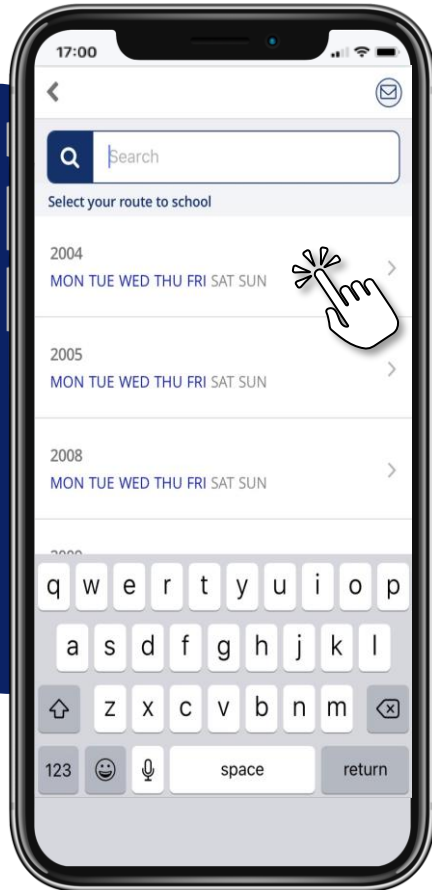 17:00
Search
Select your route to school
2004
MON TUE WED THU FRI SAT SUN
2005
MON TUE WED THU FRI SAT SUN
2008
MON TUE WED THU FRI SAT SUN
q w e r t y u i o p
a s d f g h j k l
z x c v b n m
123 space return